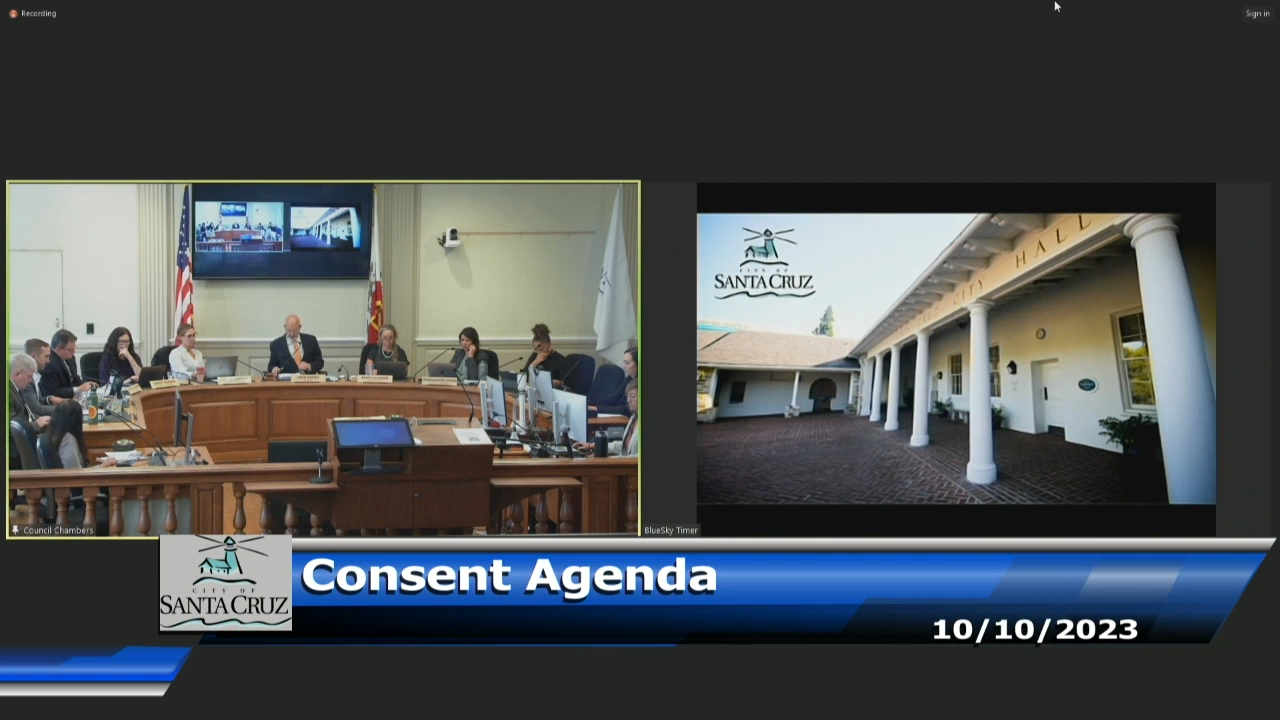 Recording
Sign in
CITY OF
SANTA CRUZ
CITY HALL
Council Chambers
BlueSky Timer
CITY OF
SANTA CRUZ
Consent Agenda
10/10/2023